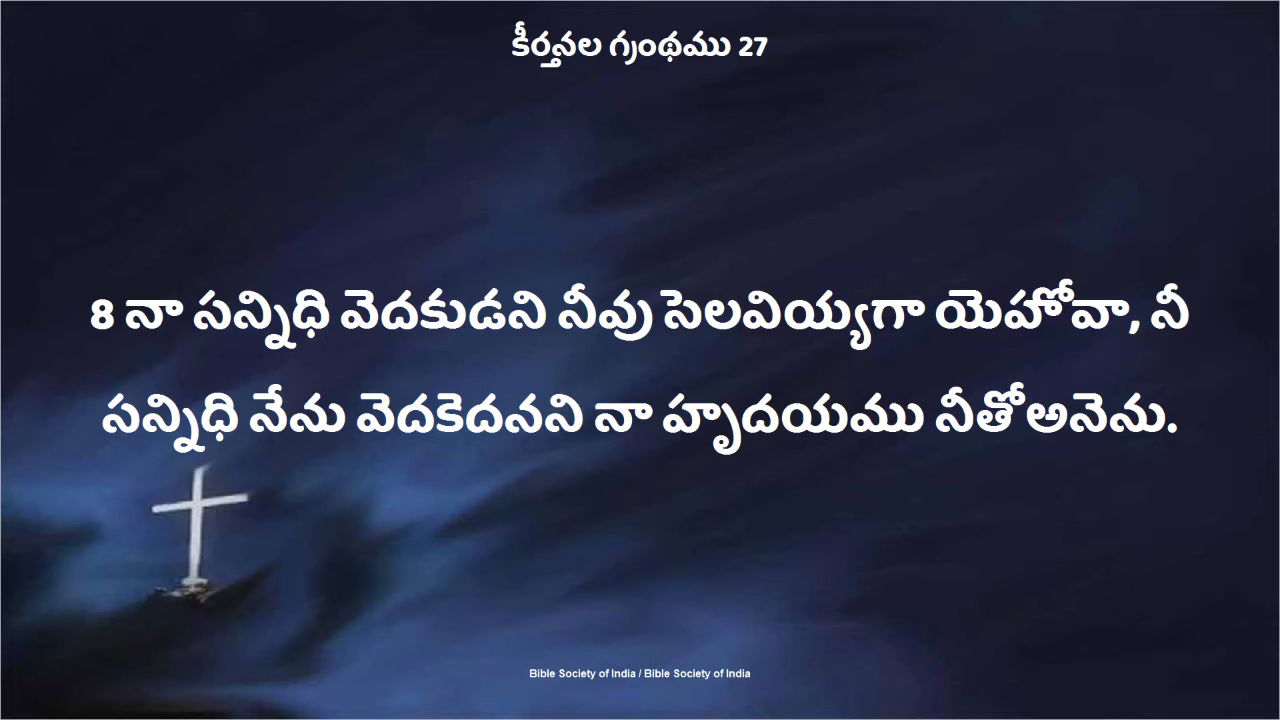 కీర్తనల గ్రంథము 27
8 నా సన్నిధి వెదకుడని నీవు సెలవియ్యగా యెహోవా, నీ
సన్నిధి నేను వెదకెదనని నా హృదయము నీతోఅనెను.
Bible Society of India / Bible Society of India